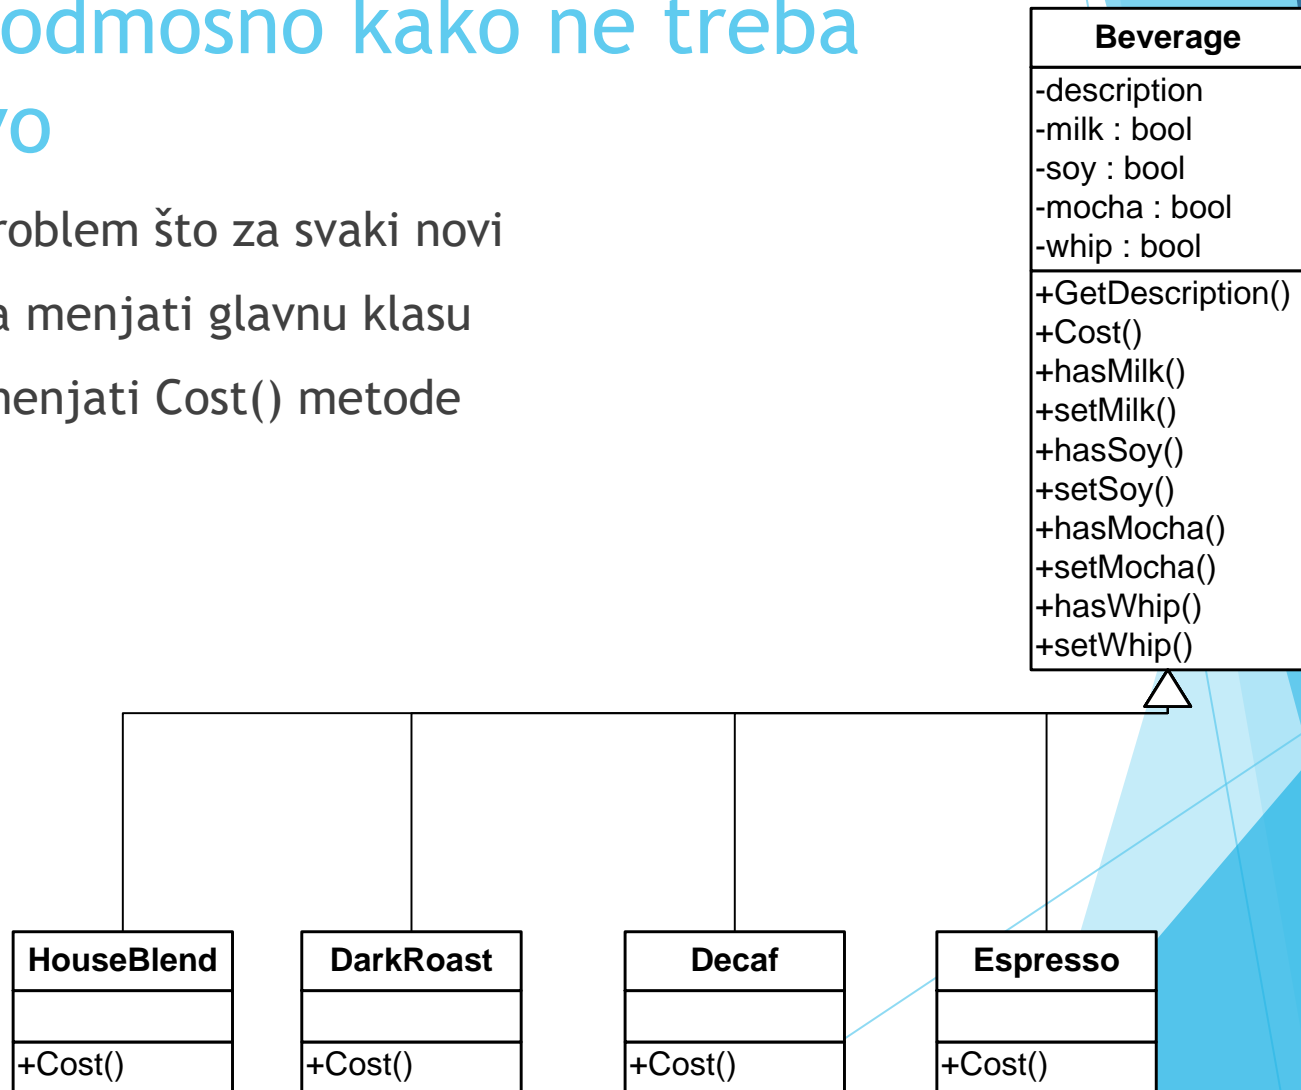 odmosno kako ne treba
vo
roblem što za svaki novi
a menjati glavnu klasu
menjati Cost() metode
Beverage
-description
-milk : bool
-soy : bool
-mocha : bool
-whip : bool
+GetDescription()
+Cost()
+hasMilk()
+setMilk()
+hasSoy()
+setSoy()
+hasMocha()
+setMocha()
+hasWhip()
+setWhip()
HouseBlend
+Cost()
DarkRoast
+Cost()
Decaf
+Cost()
Espresso
+Cost()